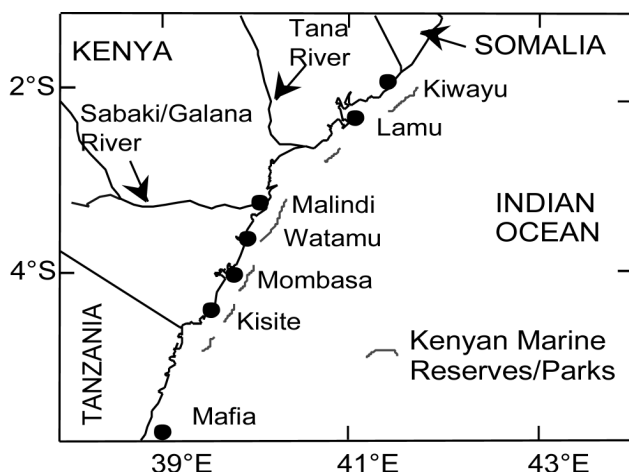 KENYA
Tana
River
SOMALIA
2°S
Kiwayu
Sabaki/Galana
River
Lamu
Malindi
INDIAN
OCEAN
Watamu
4°S
Mombasa
Kisite
TANZANIA
Kenyan Marine
Reserves/Parks
Mafia
39°E
41°E
43°E